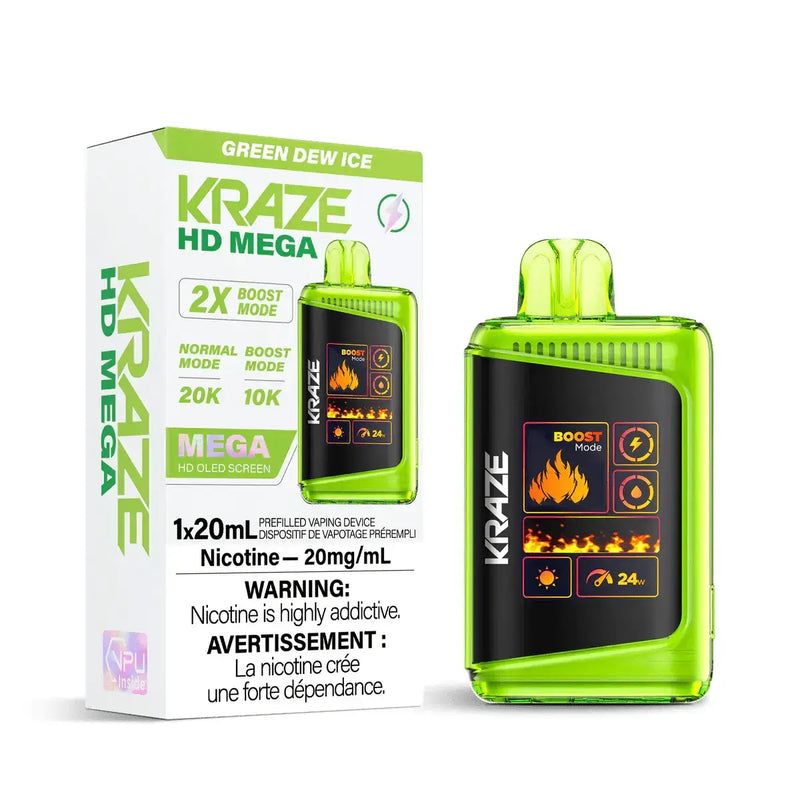 GREEN DEW ICE
KRAZE
HD MEGA
2X BOOST MODE
NORMAL MODE
20K
BOOST MODE
10K
MEGA
HD OLED SCREEN
1x20mL PREFILLED VAPING DEVICE
DISPOSITIF DE VAPOTAGE PRÉREMPLI
Nicotine— 20mg/mL
WARNING:
Nicotine is highly addictive.
AVERTISSEMENT :
La nicotine crée
une forte dépendance.
KRAZE
HD MEGA
VPU
Inside
BOOST
Mode
24w
KRAZE
BOOST
Mode
24w
KRAZE